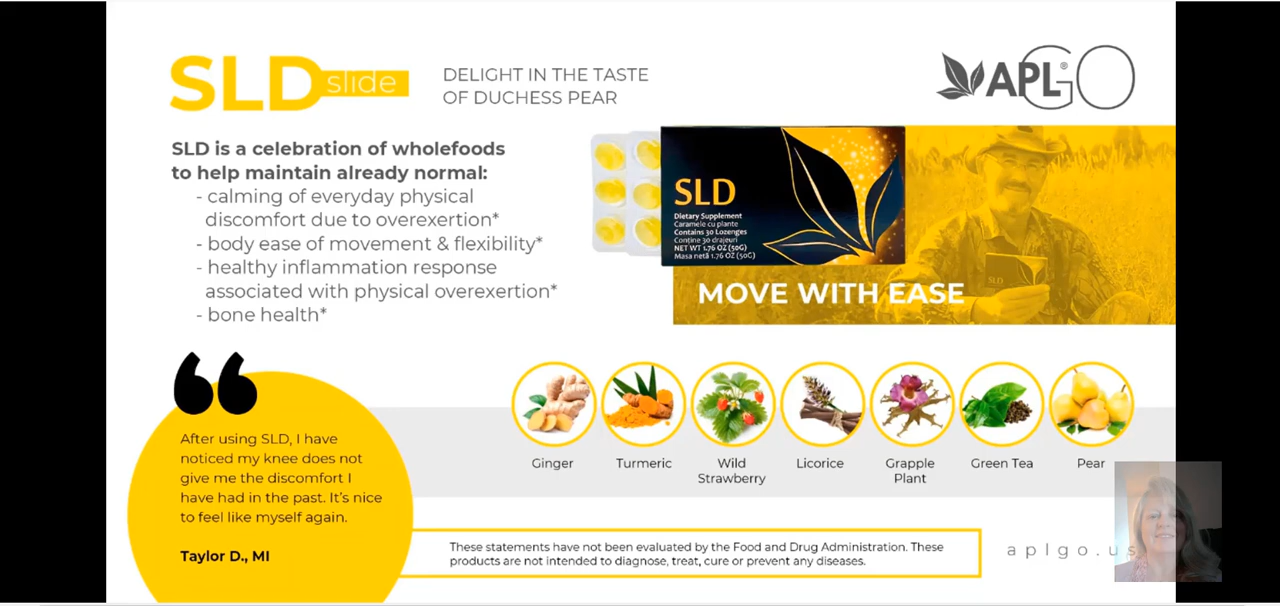 SLD slide
DELIGHT IN THE TASTE
OF DUCHESS PEAR
APLGO®
SLD is a celebration of wholefoods
to help maintain already normal:
- calming of everyday physical
discomfort due to overexertion*
- body ease of movement & flexibility*
- healthy inflammation response
associated with physical overexertion*
- bone health*
SLD
Dietary Supplement
Caramele cu plante
Contains 30 Lozenges
Conține 30 drajeuri
NET WT 1.76 OZ (50G)
Masa netă 1.76 OZ (50G)
SLD
MOVE WITH EASE
After using SLD, I have
noticed my knee does not
give me the discomfort I
have had in the past. It's nice
to feel like myself again.
Taylor D., MI
Ginger
Turmeric
Wild
Strawberry
Licorice
Grapple
Plant
Green Tea
Pear
These statements have not been evaluated by the Food and Drug Administration. These
products are not intended to diagnose, treat, cure or prevent any diseases.
aplgo.us